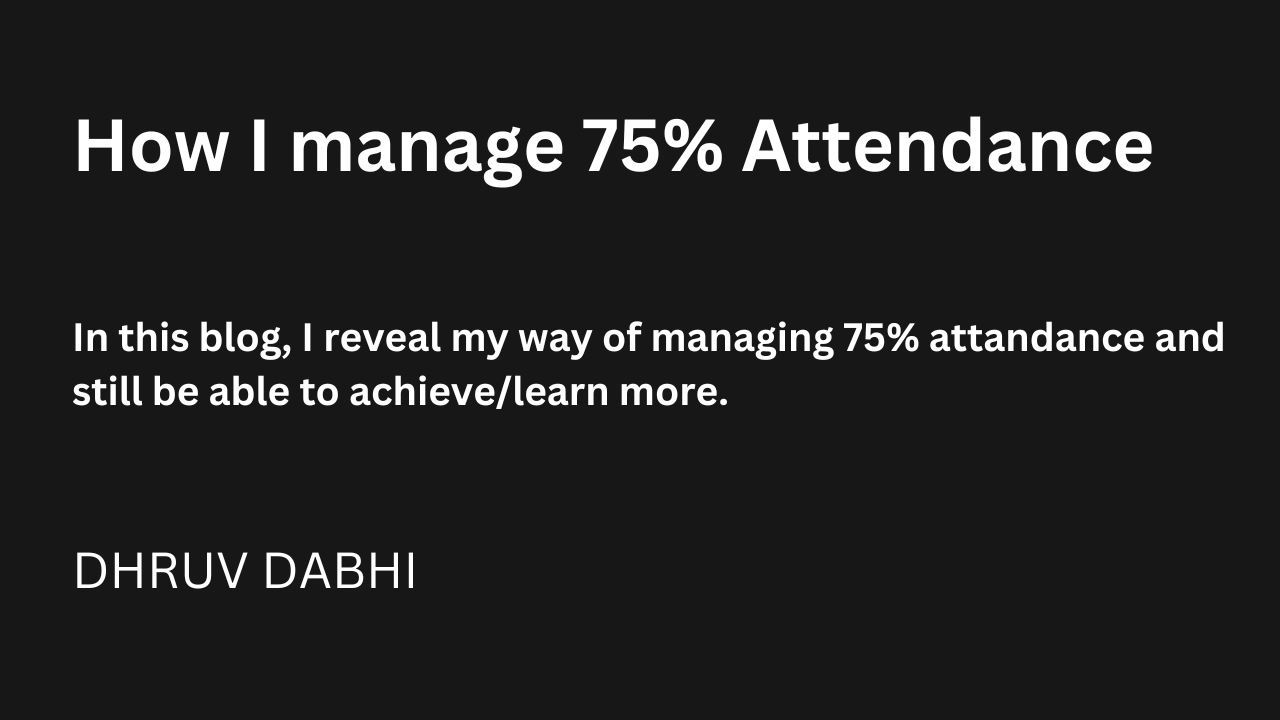 How I manage 75% Attendance
In this blog, I reveal my way of managing 75% attandance and
still be able to achieve/learn more.
DHRUV DABHI